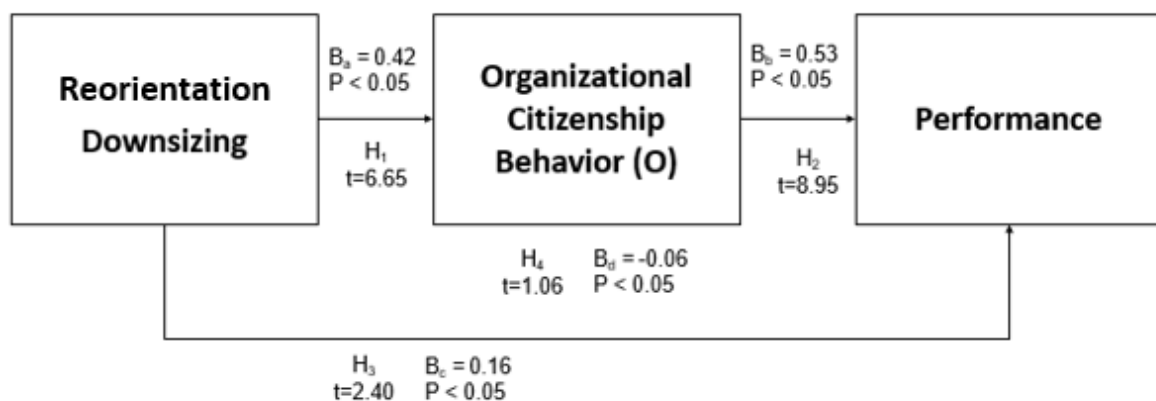 Reorientation
Downsizing
Bₐ = 0.42
P < 0.05
H₁
t=6.65
Organizational
Citizenship
Behavior (O)
B_b = 0.53
P < 0.05
H₂
t=8.95
Performance
H₄ B_d = -0.06
t=1.06 P < 0.05
H₃ B_c = 0.16
t=2.40 P < 0.05